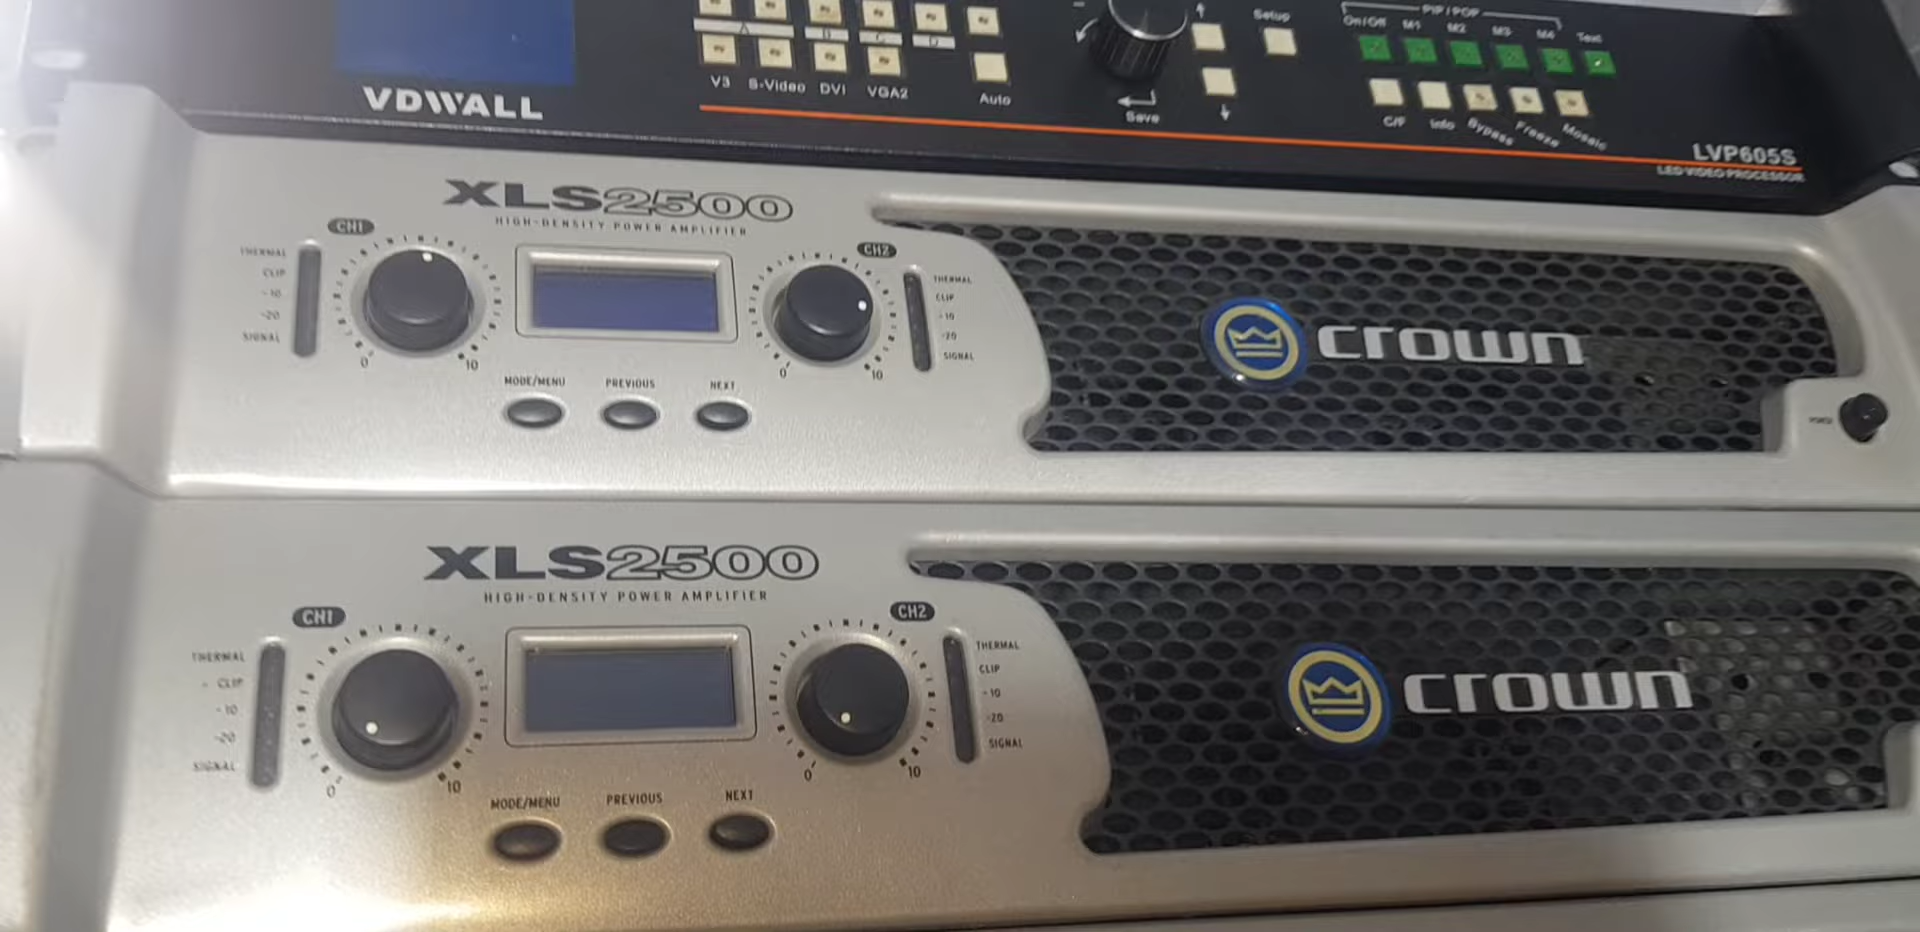 PIP/POP
On/Off M1 M2 M3 M4 Text
Setup
A B C D
V3 S-Video DVI VGA2
Auto
Save
C/F Info Bypass Freeze Mosaic
VDWALL
LVP605S
LED VIDEO PROCESSOR
XLS2500
HIGH-DENSITY POWER AMPLIFIER
CH1
CH2
THERMAL
CLIP
-10
-20
SIGNAL
0
10
0
10
THERMAL
CLIP
-10
-20
SIGNAL
MODE/MENU PREVIOUS NEXT
crown
POWER
XLS2500
HIGH-DENSITY POWER AMPLIFIER
CH1
CH2
THERMAL
CLIP
-10
-20
SIGNAL
0
10
0
10
THERMAL
CLIP
-10
-20
SIGNAL
MODE/MENU PREVIOUS NEXT
crown